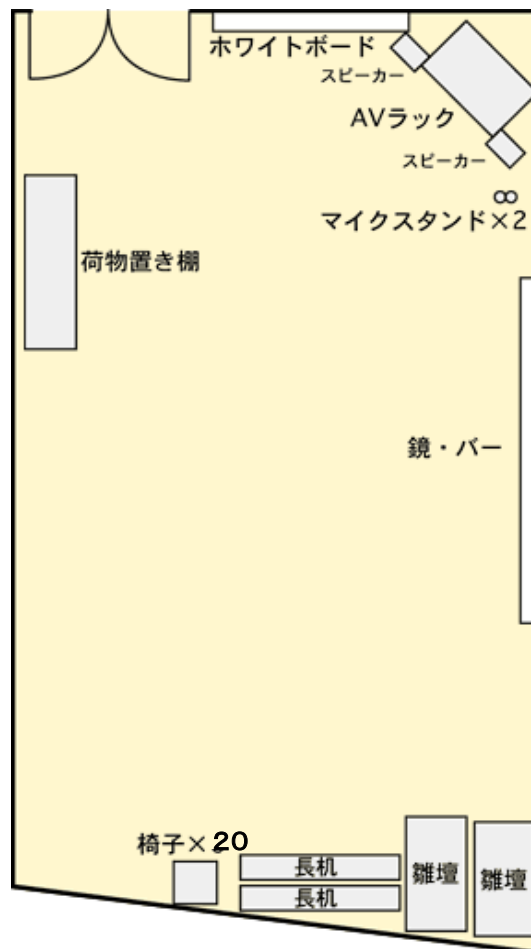 ホワイトボード
スピーカー
AVラック
スピーカー
マイクスタンド×2
荷物置き棚
鏡・バー
椅子×20
長机
長机
雛壇
雛壇